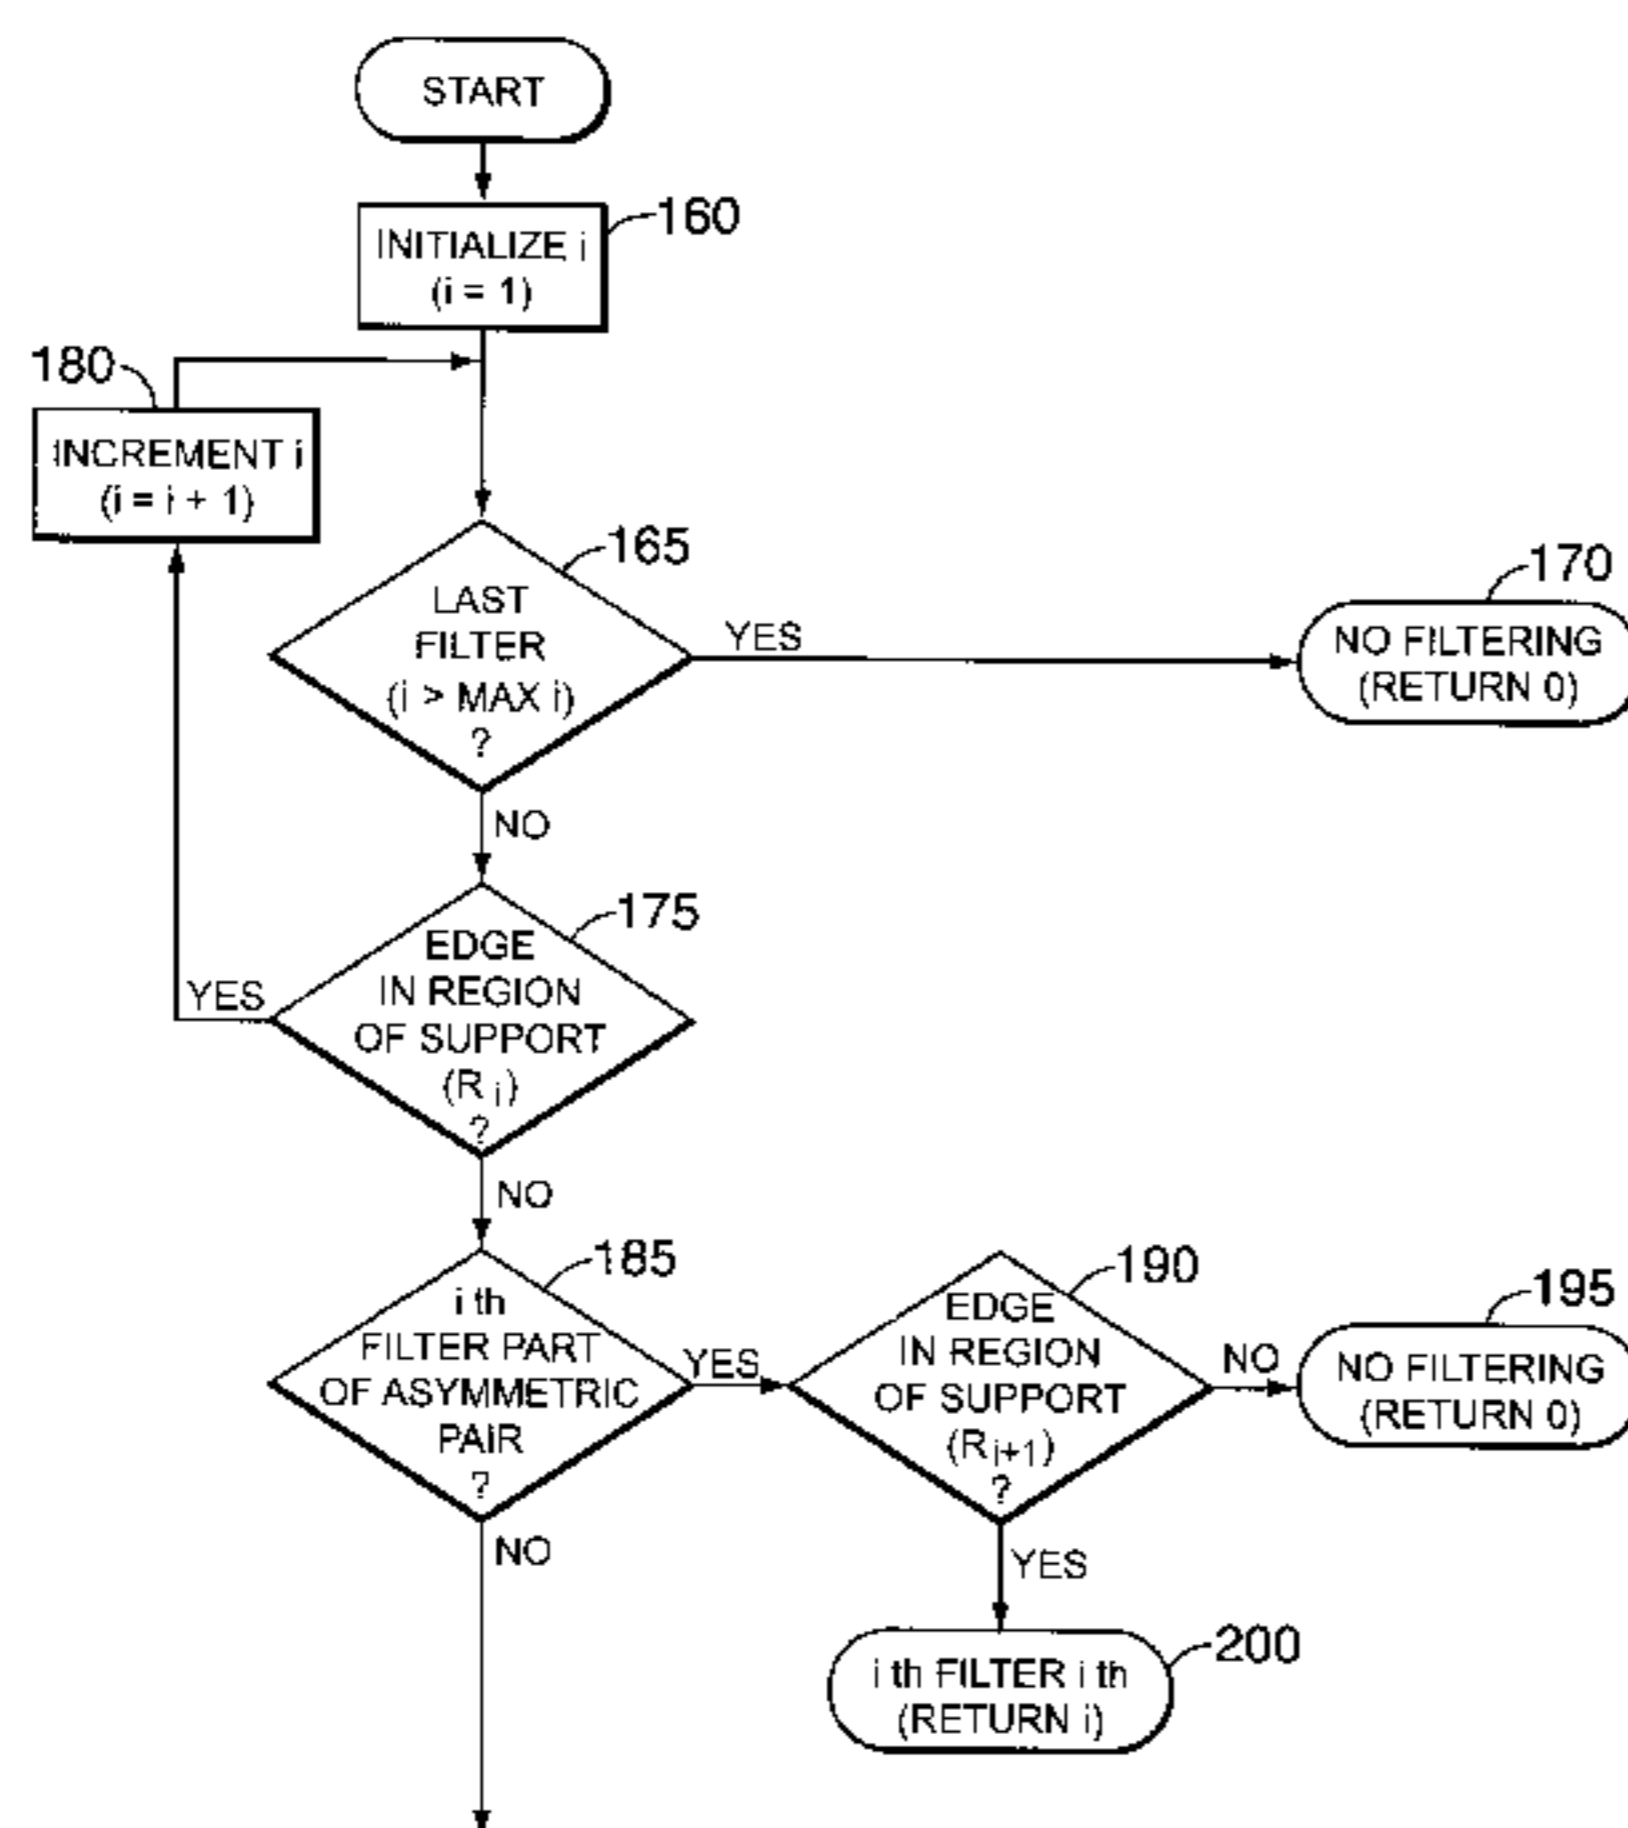 START
160
INITIALIZE i
(i = 1)
180
INCREMENT i
(i = i + 1)
165
LAST
FILTER
(i > MAX i)
?
YES
170
NO FILTERING
(RETURN 0)
NO
175
EDGE
IN REGION
OF SUPPORT
(R i)
?
YES
NO
185
i th
FILTER PART
OF ASYMMETRIC
PAIR
?
YES
190
EDGE
IN REGION
OF SUPPORT
(R i+1)
?
NO
195
NO FILTERING
(RETURN 0)
NO
YES
200
i th FILTER i th
(RETURN i)